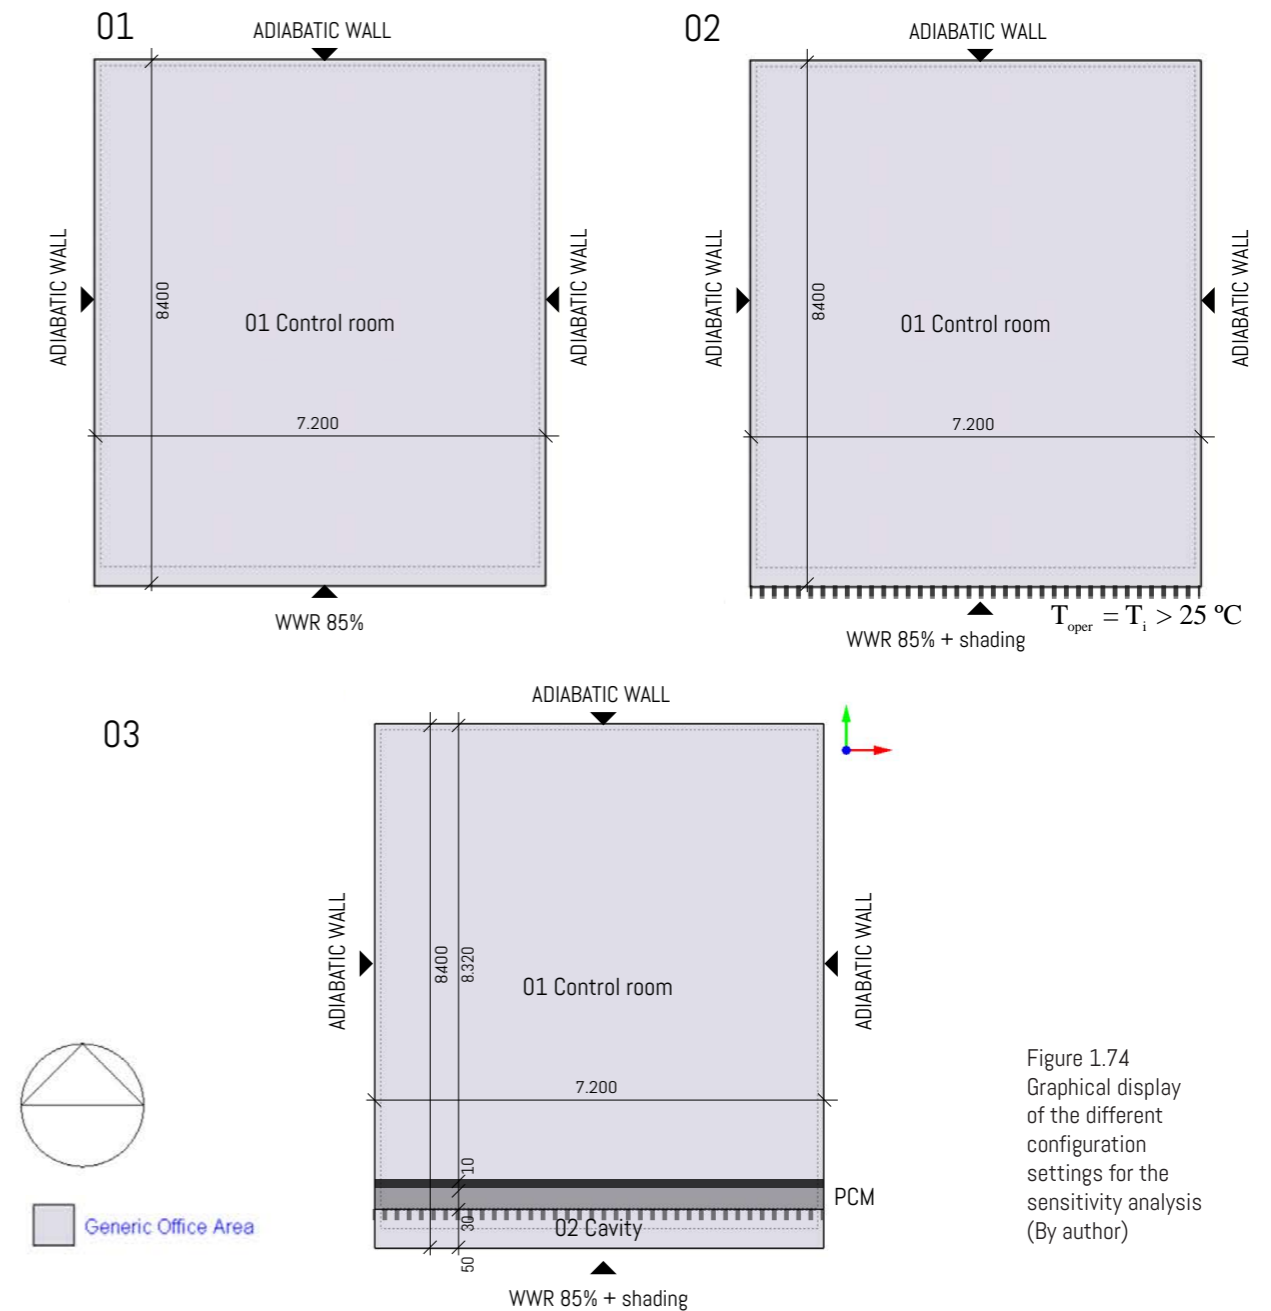 01
ADIABATIC WALL
ADIABATIC WALL
8400
01 Control room
ADIABATIC WALL
7.200
WWR 85%
02
ADIABATIC WALL
ADIABATIC WALL
8400
01 Control room
ADIABATIC WALL
7.200
WWR 85% + shading
Toper = Ti > 25 ºC
03
ADIABATIC WALL
ADIABATIC WALL
8400
8.320
01 Control room
ADIABATIC WALL
7.200
10
PCM
30
02 Cavity
50
WWR 85% + shading
Generic Office Area
Figure 1.74
Graphical display
of the different
configuration
settings for the
sensitivity analysis
(By author)